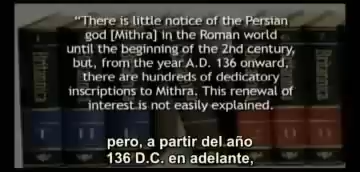 "There is little notice of the Persian
god [Mithra] in the Roman world
until the beginning of the 2nd century,
but, from the year A.D. 136 onward,
there are hundreds of dedicatory
inscriptions to Mithra. This renewal of
interest is not easily explained.
pero, a partir del año
136 D.C. en adelante,